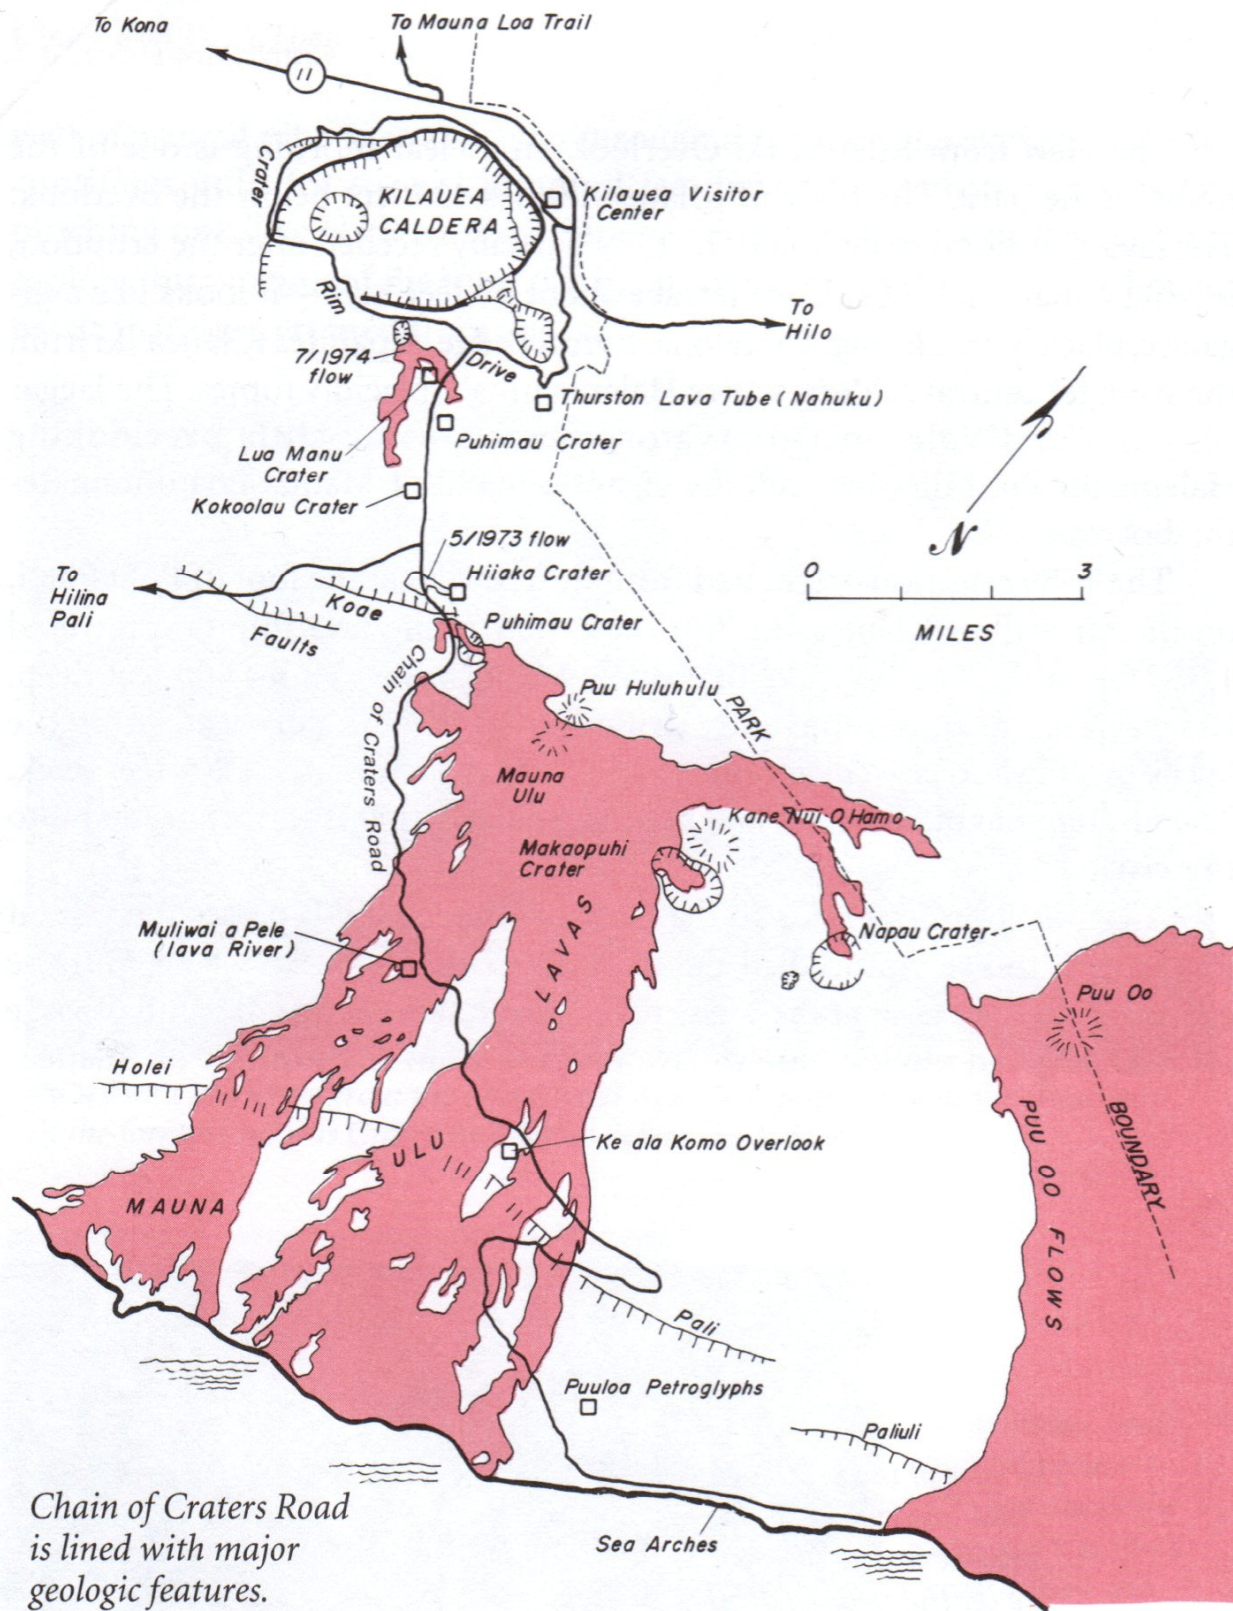 To Kona
To Mauna Loa Trail
11
Crater
KILAUEA
CALDERA
Kilauea Visitor
Center
Rim
To
Hilo
7/1974
flow
Drive
Thurston Lava Tube (Nahuku)
Puhimau Crater
Lua Manu
Crater
Kokoolau Crater
N
5/1973 flow
0 3
MILES
To
Hilina
Pali
Hiiaka Crater
Koae
Faults
Puhimau Crater
Chain of Craters Road
Puu Huluhulu
PARK
Mauna
Ulu
Kane Nui O Hamo
Makaopuhi
Crater
Muliwai a Pele
(lava River)
LAVAS
Napau Crater
Puu Oo
Holei
PUU OO FLOWS
BOUNDARY
Ke ala Komo Overlook
ULU
MAUNA
Pali
Puuloa Petroglyphs
Paliuli
Sea Arches
Chain of Craters Road
is lined with major
geologic features.